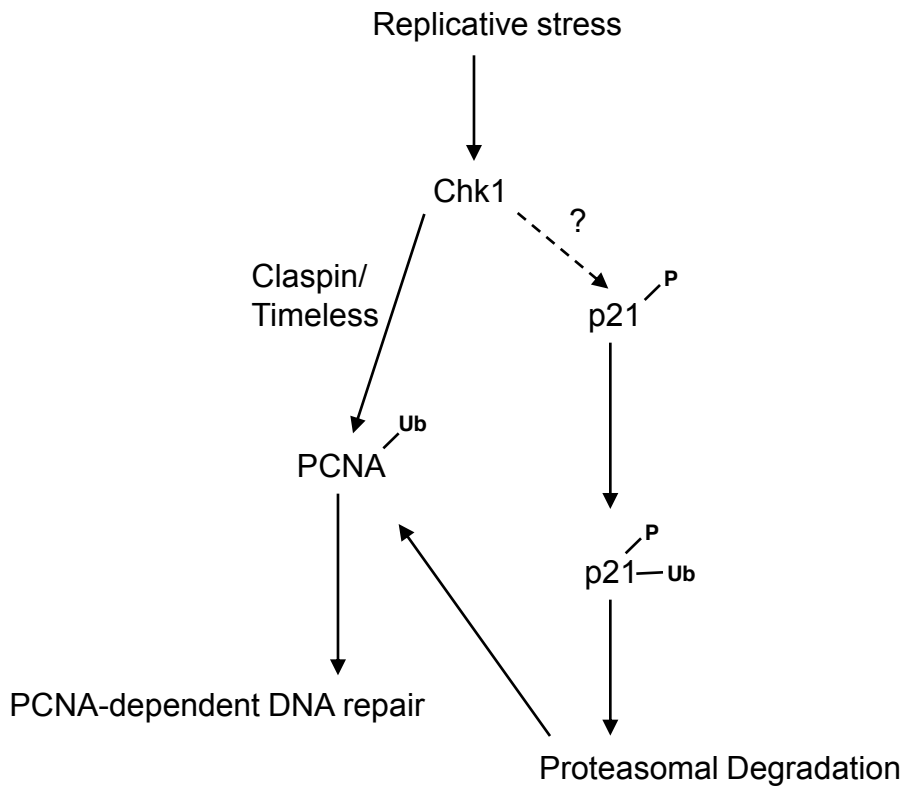 Replicative stress
Chk1
?
Claspin/
Timeless
P
p21
Ub
PCNA
P
p21
Ub
PCNA-dependent DNA repair
Proteasomal Degradation